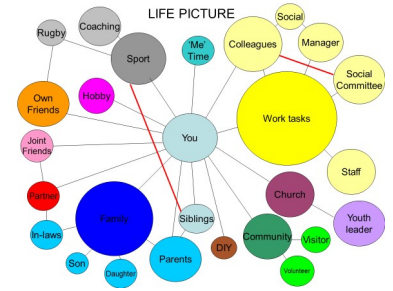 LIFE PICTURE
Social
Coaching
Rugby
'Me'
Time
Colleagues
Manager
Sport
Social
Committee
Hobby
Own
Friends
Work tasks
You
Joint
Friends
Staff
Partner
Church
Siblings
Family
Youth
leader
In-laws
Community
Visitor
DIY
Parents
Son
Daughter
Volunteer